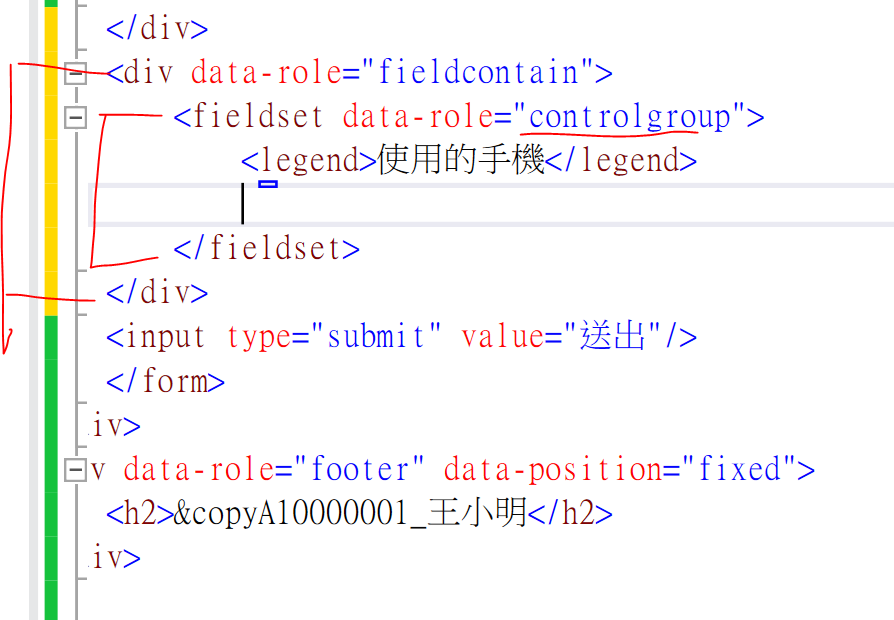 </div>
<div data-role="fieldcontain">
<fieldset data-role="controlgroup">
<legend>使用的手機</legend>
</fieldset>
</div>
<input type="submit" value="送出"/>
</form>
iv>
v data-role="footer" data-position="fixed">
<h2>&copyA10000001_王小明</h2>
iv>